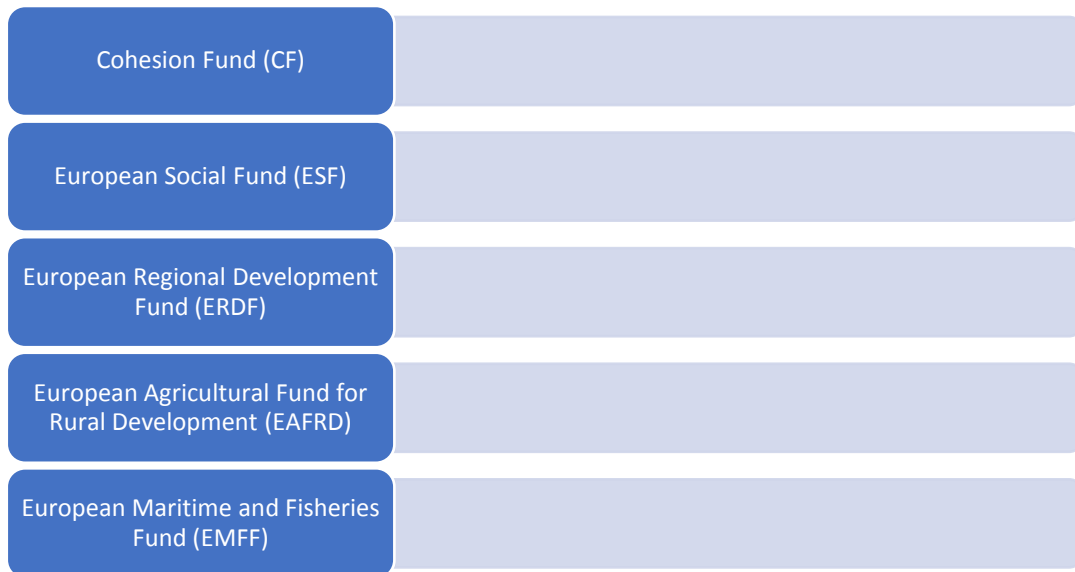 Cohesion Fund (CF)
European Social Fund (ESF)
European Regional Development
Fund (ERDF)
European Agricultural Fund for
Rural Development (EAFRD)
European Maritime and Fisheries
Fund (EMFF)